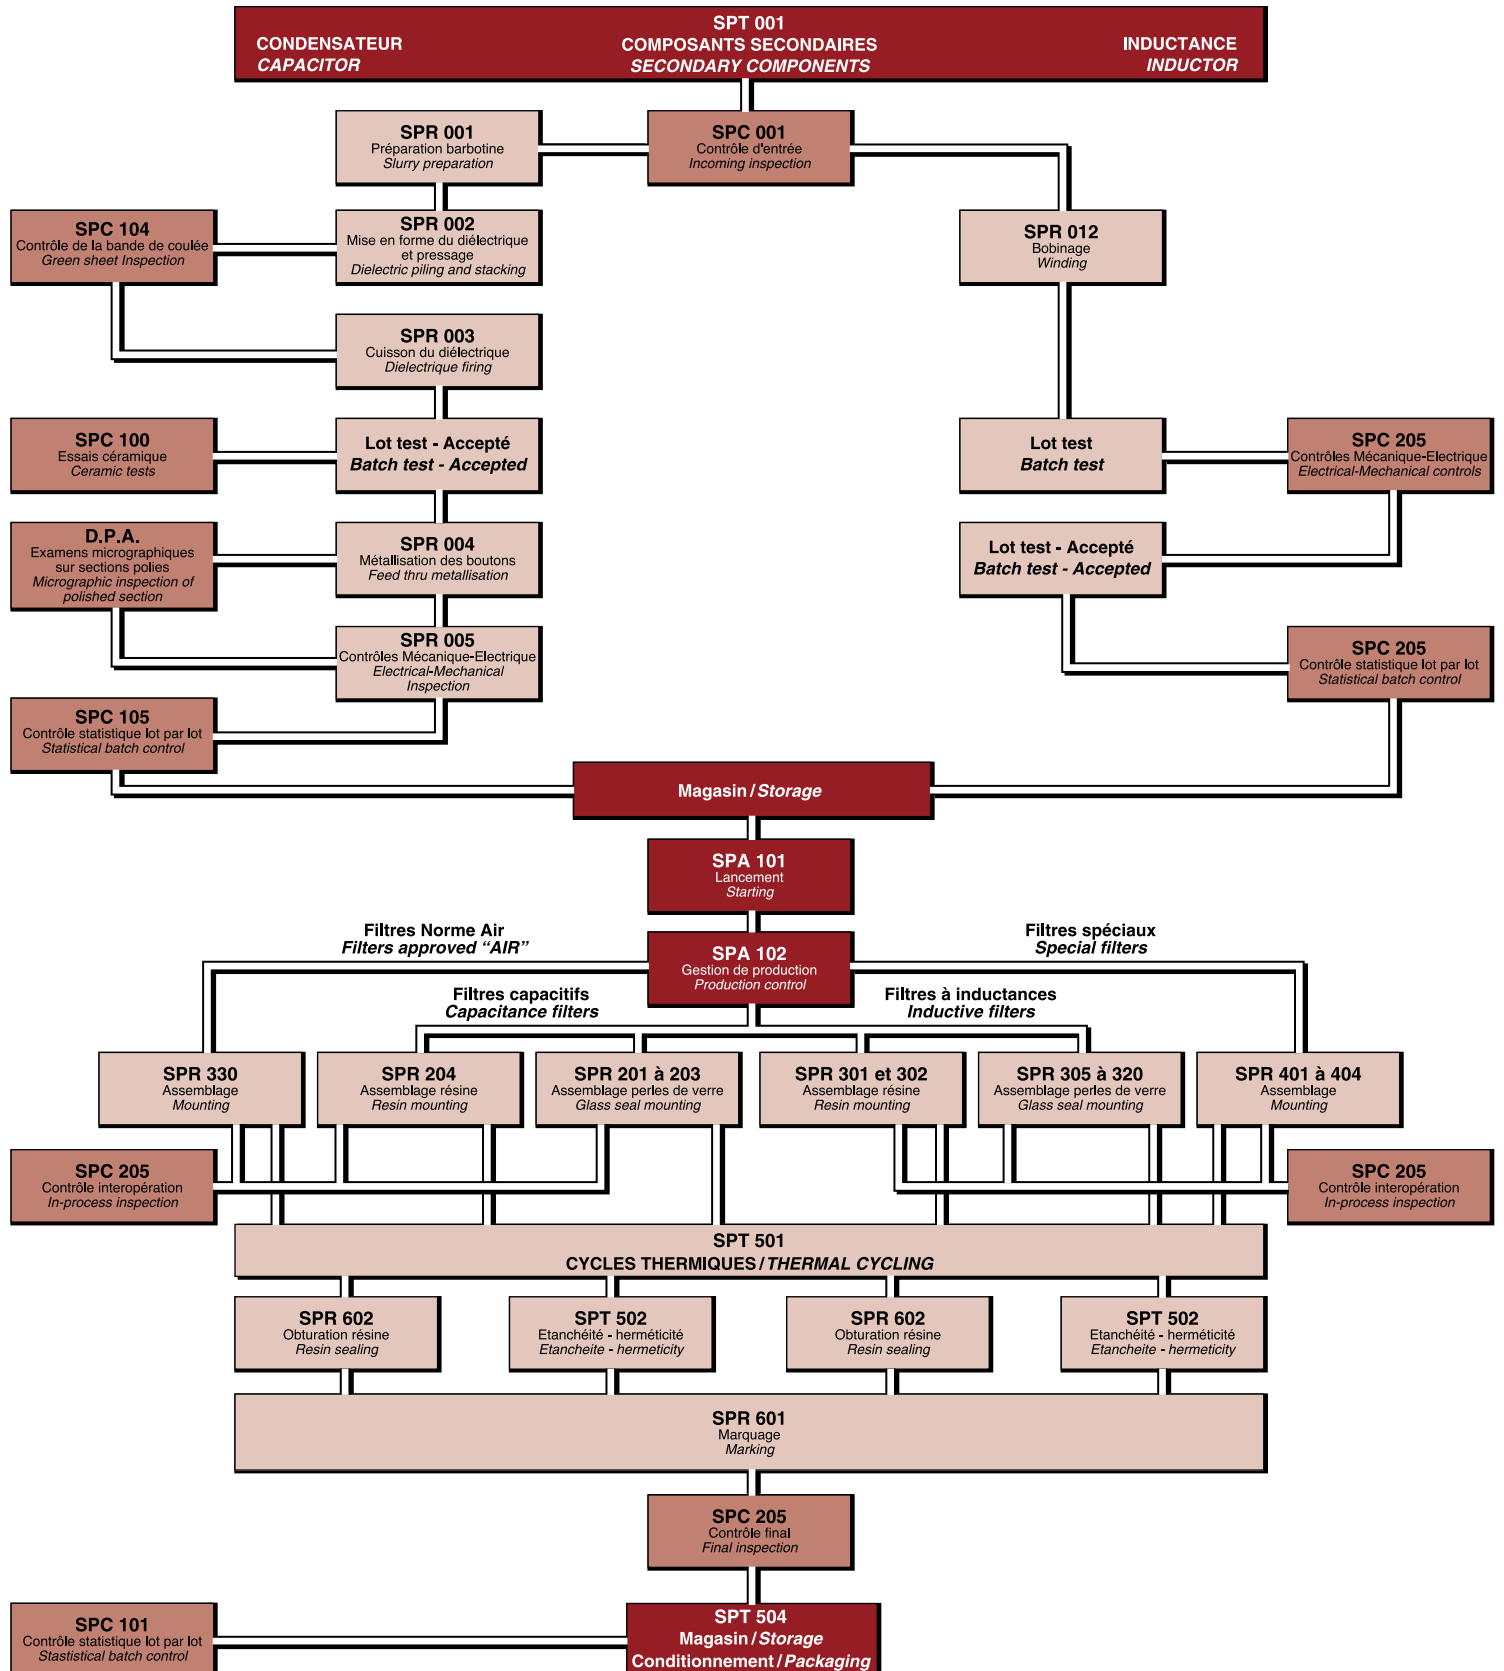 SPT 001
CONDENSATEUR COMPOSANTS SECONDAIRES INDUCTANCE
CAPACITOR SECONDARY COMPONENTS INDUCTOR
SPR 001
Préparation barbotine
Slurry preparation
SPC 001
Contrôle d'entrée
Incoming inspection
SPC 104
Contrôle de la bande de coulée
Green sheet Inspection
SPR 002
Mise en forme du diélectrique
et pressage
Dielectric piling and stacking
SPR 012
Bobinage
Winding
SPR 003
Cuisson du diélectrique
Dielectrique firing
SPC 100
Essais céramique
Ceramic tests
Lot test - Accepté
Batch test - Accepted
Lot test
Batch test
SPC 205
Contrôles Mécanique-Electrique
Electrical-Mechanical controls
D.P.A.
Examens micrographiques
sur sections polies
Micrographic inspection of
polished section
SPR 004
Métallisation des boutons
Feed thru metallisation
Lot test - Accepté
Batch test - Accepted
SPR 005
Contrôles Mécanique-Electrique
Electrical-Mechanical
Inspection
SPC 205
Contrôle statistique lot par lot
Statistical batch control
SPC 105
Contrôle statistique lot par lot
Statistical batch control
Magasin / Storage
SPA 101
Lancement
Starting
Filtres Norme Air
Filters approved “AIR”
SPA 102
Gestion de production
Production control
Filtres spéciaux
Special filters
Filtres capacitifs
Capacitance filters
Filtres à inductances
Inductive filters
SPR 330
Assemblage
Mounting
SPR 204
Assemblage résine
Resin mounting
SPR 201 à 203
Assemblage perles de verre
Glass seal mounting
SPR 301 et 302
Assemblage résine
Resin mounting
SPR 305 à 320
Assemblage perles de verre
Glass seal mounting
SPR 401 à 404
Assemblage
Mounting
SPC 205
Contrôle interopération
In-process inspection
SPC 205
Contrôle interopération
In-process inspection
SPT 501
CYCLES THERMIQUES / THERMAL CYCLING
SPR 602
Obturation résine
Resin sealing
SPT 502
Etanchéité - herméticité
Etancheite - hermeticity
SPR 602
Obturation résine
Resin sealing
SPT 502
Etanchéité - herméticité
Etancheite - hermeticity
SPR 601
Marquage
Marking
SPC 205
Contrôle final
Final inspection
SPC 101
Contrôle statistique lot par lot
Stastistical batch control
SPT 504
Magasin / Storage
Conditionnement / Packaging